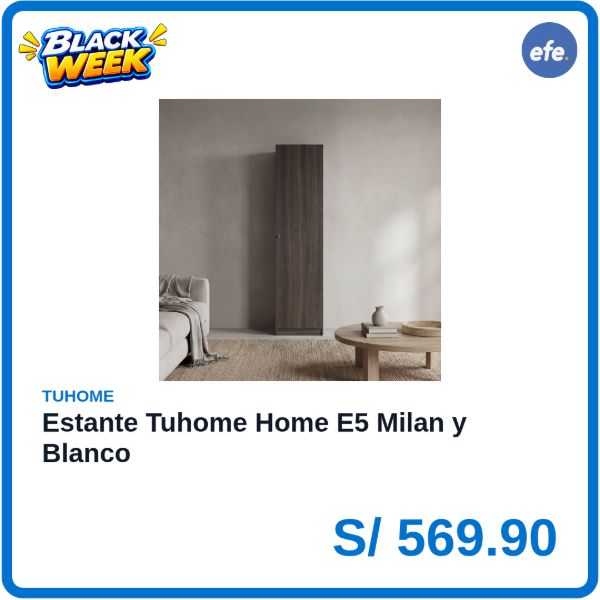 BLACK
WEEK
efe.
TUHOME
Estante Tuhome Home E5 Milan y
Blanco
S/ 569.90